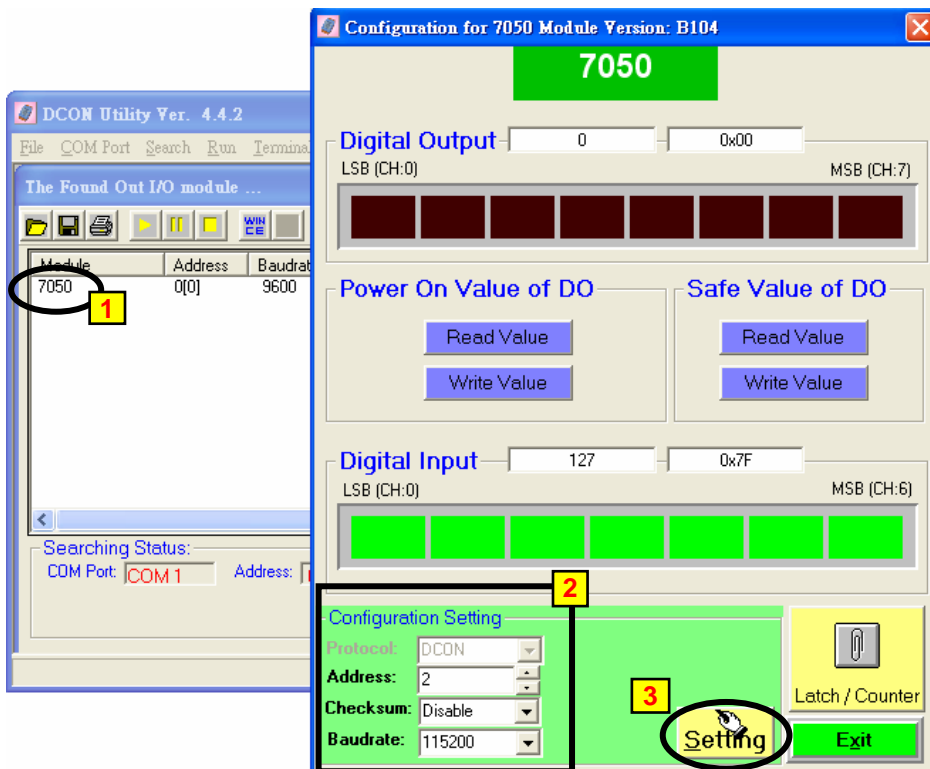 Configuration for 7050 Module Version: B104
7050
DCON Utility Ver. 4.4.2
File COM Port Search Run Terminal
The Found Out I/O module ...
WIN CE
Module Address Baudrat
7050 0[0] 9600
1
Searching Status:
COM Port: COM 1 Address:
Digital Output 0 0x00
LSB (CH:0) MSB (CH:7)
Power On Value of DO
Read Value
Write Value
Safe Value of DO
Read Value
Write Value
Digital Input 127 0x7F
LSB (CH:0) MSB (CH:6)
2
Configuration Setting
Protocol: DCON
Address: 2
Checksum: Disable
Baudrate: 115200
3
Setting
Latch / Counter
Exit